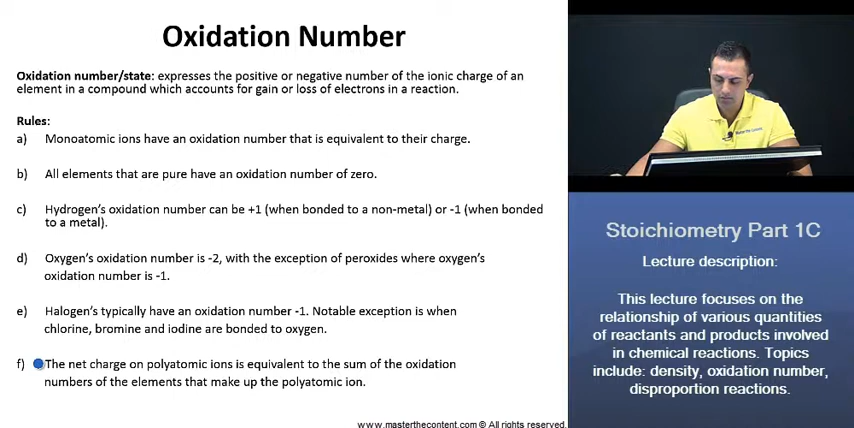 Oxidation Number
Oxidation number/state: expresses the positive or negative number of the ionic charge of an
element in a compound which accounts for gain or loss of electrons in a reaction.
Rules:
a) Monoatomic ions have an oxidation number that is equivalent to their charge.
b) All elements that are pure have an oxidation number of zero.
c) Hydrogen's oxidation number can be +1 (when bonded to a non-metal) or -1 (when bonded
to a metal).
d) Oxygen's oxidation number is -2, with the exception of peroxides where oxygen's
oxidation number is -1.
e) Halogen's typically have an oxidation number -1. Notable exception is when
chlorine, bromine and iodine are bonded to oxygen.
f) The net charge on polyatomic ions is equivalent to the sum of the oxidation
numbers of the elements that make up the polyatomic ion.
www.masterthecontent.com © All rights reserved.
Stoichiometry Part 1C
Lecture description:
This lecture focuses on the
relationship of various quantities
of reactants and products involved
in chemical reactions. Topics
include: density, oxidation number,
disproportion reactions.